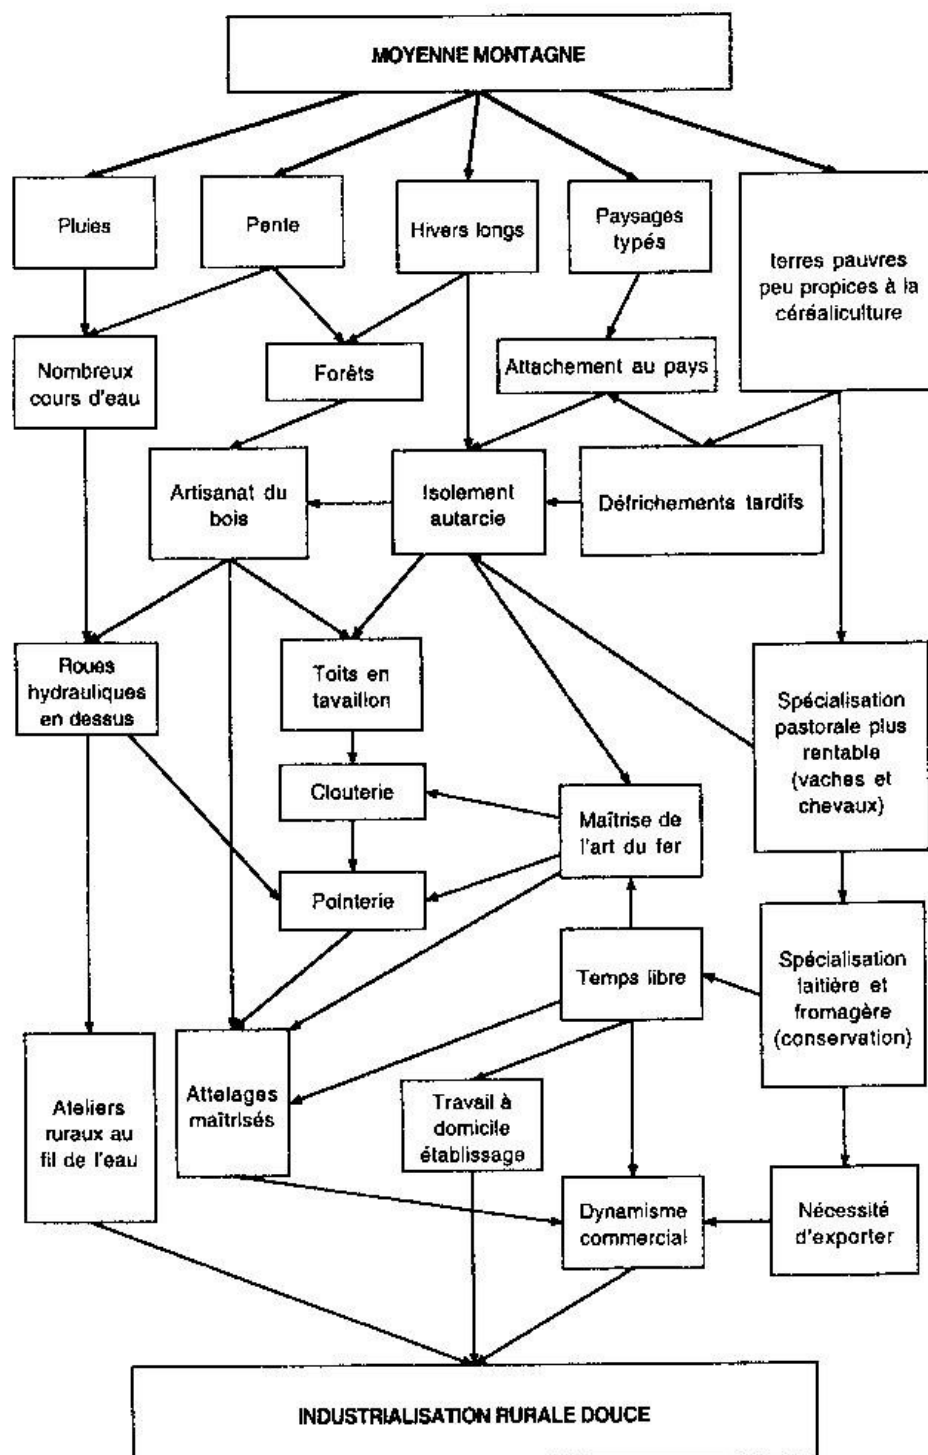 MOYENNE MONTAGNE
Pluies
Pente
Hivers longs
Paysages
typés
terres pauvres
peu propices à la
céréaliculture
Nombreux
cours d'eau
Forêts
Attachement au pays
Artisanat du
bois
Isolement
autarcie
Défrichements tardifs
Roues
hydrauliques
en dessus
Toits en
tavaillon
Spécialisation
pastorale plus
rentable
(vaches et
chevaux)
Clouterie
Maîtrise de
l'art du fer
Pointerie
Temps libre
Spécialisation
laitière et
fromagère
(conservation)
Ateliers
ruraux au
fil de l'eau
Attelages
maîtrisés
Travail à
domicile
établissage
Dynamisme
commercial
Nécessité
d'exporter
INDUSTRIALISATION RURALE DOUCE